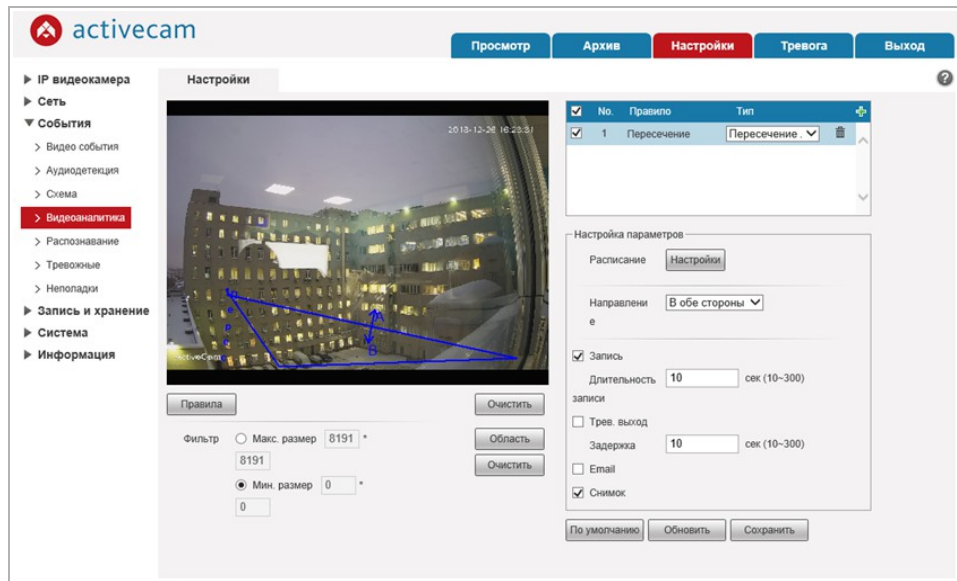 activecam
Просмотр
Архив
Настройки
Тревога
Выход
IP видеокамера
Сеть
События
Видео события
Аудиодетекция
Схема
Видеоаналитика
Распознавание
Тревожные
Неполадки
Запись и хранение
Система
Информация
Настройки
2018-12-26 16:23:31
A
B
ActiveCam
Правила
Очистить
Фильтр
Макс. размер 8191 *
8191
Мин. размер 0 *
0
Область
Очистить
No. Правило Тип
1 Пересечение Пересечение .
Настройка параметров
Расписание Настройки
Направлени В обе стороны
е
Запись
Длительность 10 сек (10~300)
записи
Трев. выход
Задержка 10 сек (10~300)
Email
Снимок
По умолчанию
Обновить
Сохранить